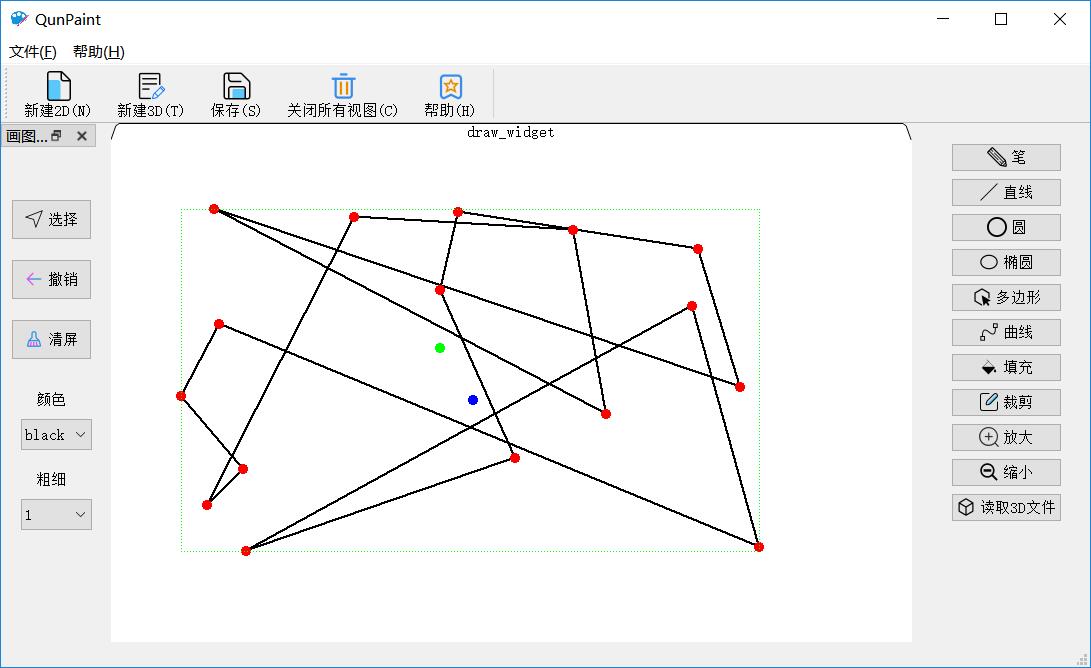 QunPaint
文件(F) 帮助(H)
新建2D(N) 新建3D(T) 保存(S) 关闭所有视图(C) 帮助(H)
画图...
draw_widget
选择
撤销
清屏
颜色
black
粗细
1
笔
直线
圆
椭圆
多边形
曲线
填充
裁剪
放大
缩小
读取3D文件